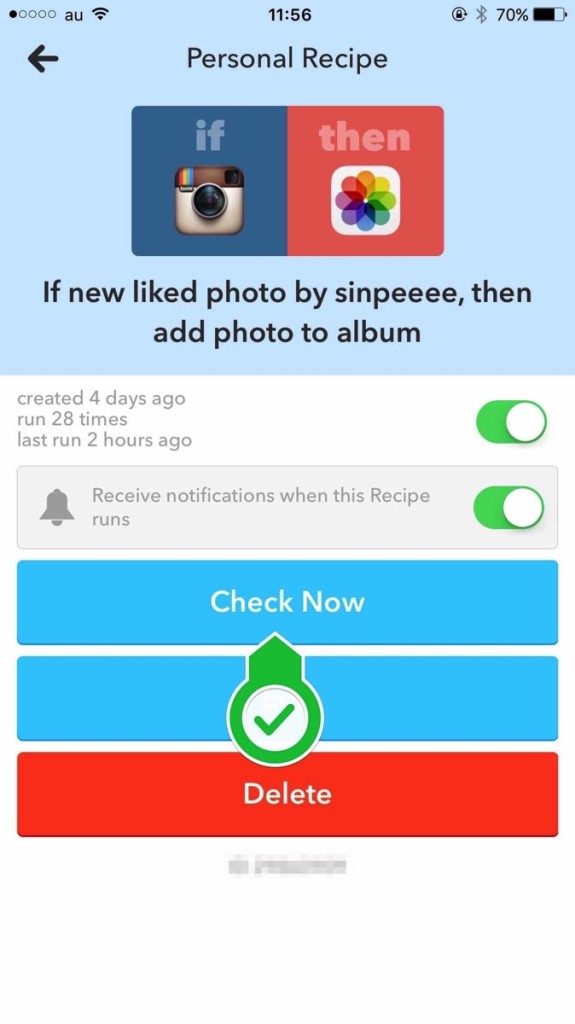 au 11:56 70%
Personal Recipe
if then
If new liked photo by sinpeeee, then
add photo to album
created 4 days ago
run 28 times
last run 2 hours ago
Receive notifications when this Recipe
runs
Check Now
Delete